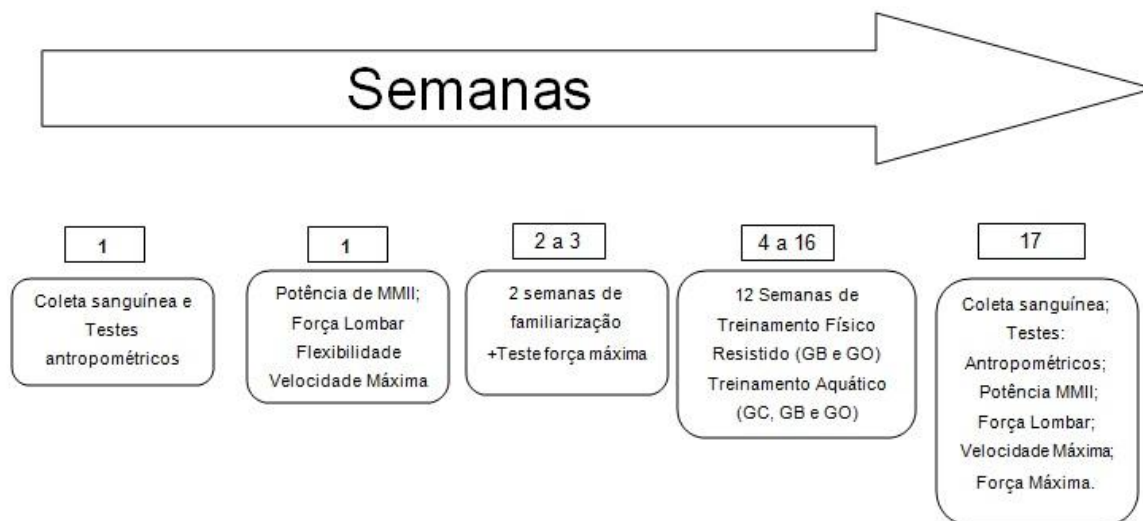 Semanas
1
Coleta sanguínea e
Testes
antropométricos
1
Potência de MMII;
Força Lombar
Flexibilidade
Velocidade Máxima
2 a 3
2 semanas de
familiarização
+Teste força máxima
4 a 16
12 Semanas de
Treinamento Físico
Resistido (GB e GO)
Treinamento Aquático
(GC, GB e GO)
17
Coleta sanguínea;
Testes:
Antropométricos;
Potência MMII;
Força Lombar;
Velocidade Máxima;
Força Máxima.